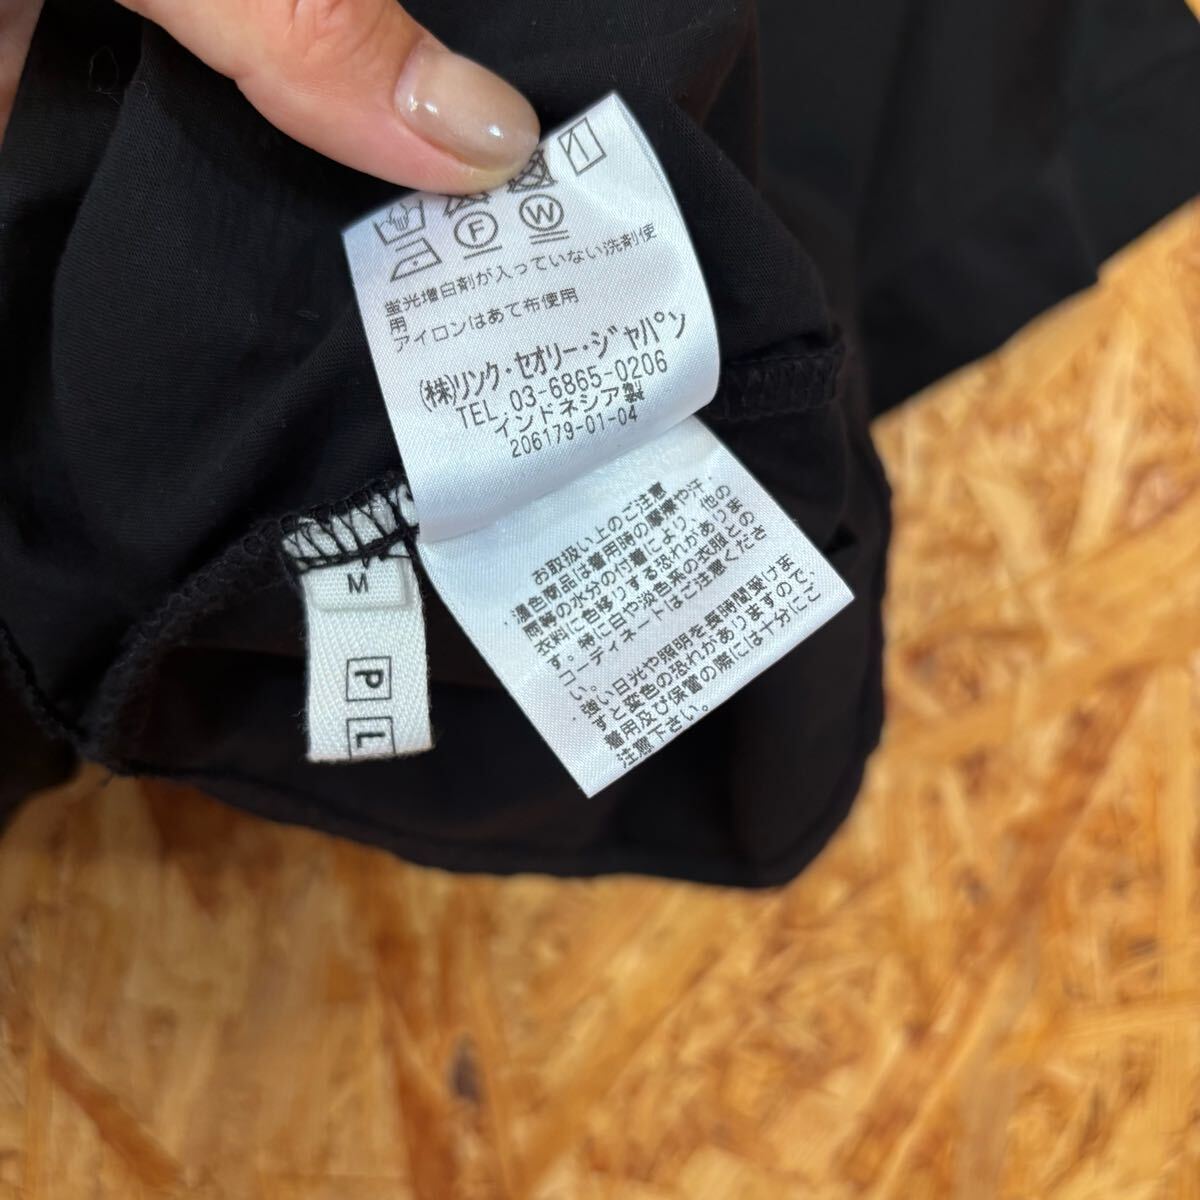 F W
蛍光増白剤が入っていない洗剤使
用
アイロンはあて布使用
(株)リンク・セオリー・ジャパン
TEL.03-6865-0206
インドネシア製
206179-01-04
お取扱い上のご注意
濃色商品は着用時の摩擦や汗、
雨等の水分の付着により、他の
衣料に色移りする恐れがありま
す。特に白や淡色系の衣服との
コーディネートはご注意くださ
い。
強い日光や照明を長時間受けま
すと変色の恐れがありますので、
着用及び保管の際には十分にご
注意下さい。
M
P
L